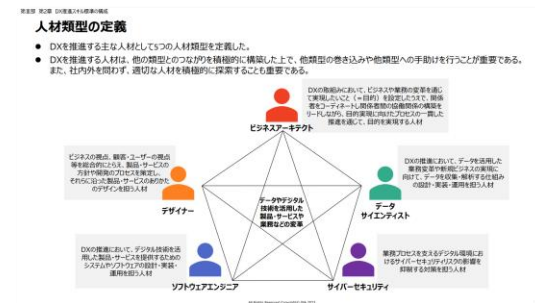 第Ⅲ部 第2章 DX推進スキル標準の構成
人材類型の定義
● DXを推進する主な人材として5つの人材類型を定義した。
● DXを推進する人材は、他の類型とのつながりを積極的に構築した上で、他類型の巻き込みや他類型への手助けを行うことが重要である。
また、社内外を問わず、適切な人材を積極的に探索することも重要である。
DXの取組みにおいて、ビジネスや業務の変革を通じ
て実現したいこと(=目的)を設定したうえで、関係
者をコーディネートし関係者間の協働関係の構築を
リードしながら、目的実現に向けたプロセスの一貫した
推進を通じて、目的を実現する人材
ビジネスアーキテクト
ビジネスの視点、顧客・ユーザーの視点
等を総合的にとらえ、製品・サービスの
方針や開発のプロセスを策定し、
それらに沿った製品・サービスのありかた
のデザインを担う人材
デザイナー
DXの推進において、データを活用した
業務変革や新規ビジネスの実現に
向けて、データを収集・解析する仕組み
の設計・実装・運用を担う人材
データ
サイエンティスト
データやデジタル
技術を活用した
製品・サービスや
業務などの変革
DXの推進において、デジタル技術を活
用した製品・サービスを提供するための
システムやソフトウェアの設計・実装・
運用を担う人材
ソフトウェアエンジニア
業務プロセスを支えるデジタル環境にお
けるサイバーセキュリティリスクの影響を
抑制する対策を担う人材
サイバーセキュリティ